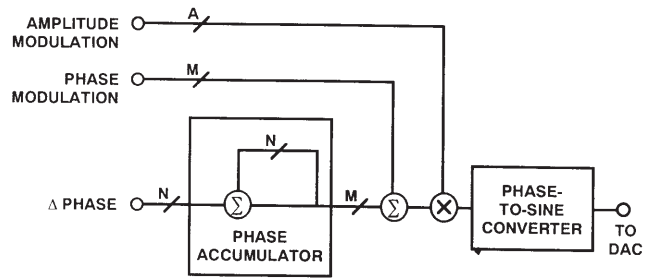 AMPLITUDE
MODULATION
A
PHASE
MODULATION
M
Δ PHASE
N
N
Σ
PHASE
ACCUMULATOR
M
Σ
X
PHASE-
TO-SINE
CONVERTER
TO
DAC